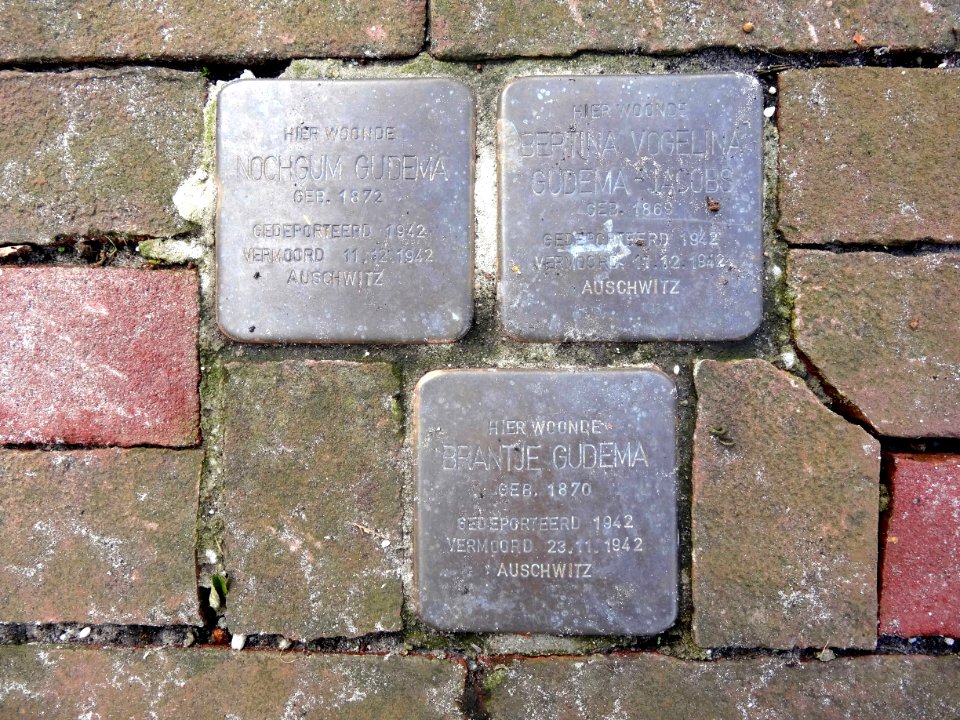 HIER WOONDE
NOCHGUM GUDEMA
GEB. 1872
GEDEPORTEERD 1942
VERMOORD 11.12.1942
AUSCHWITZ
HIER WOONDE
BERTINA VOGELINA
GUDEMA-JACOBS
GEB. 1869
GEDEPORTEERD 1942
VERMOORD 11.12.1942
AUSCHWITZ
HIER WOONDE
BRANTJE GUDEMA
GEB. 1870
GEDEPORTEERD 1942
VERMOORD 23.11.1942
AUSCHWITZ